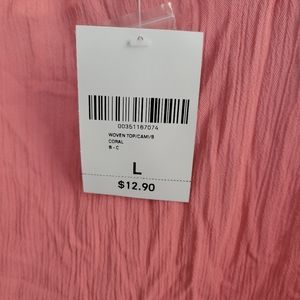 00351167074
WOVEN TOP/CAMI/B
CORAL
B - C
L
$12.90